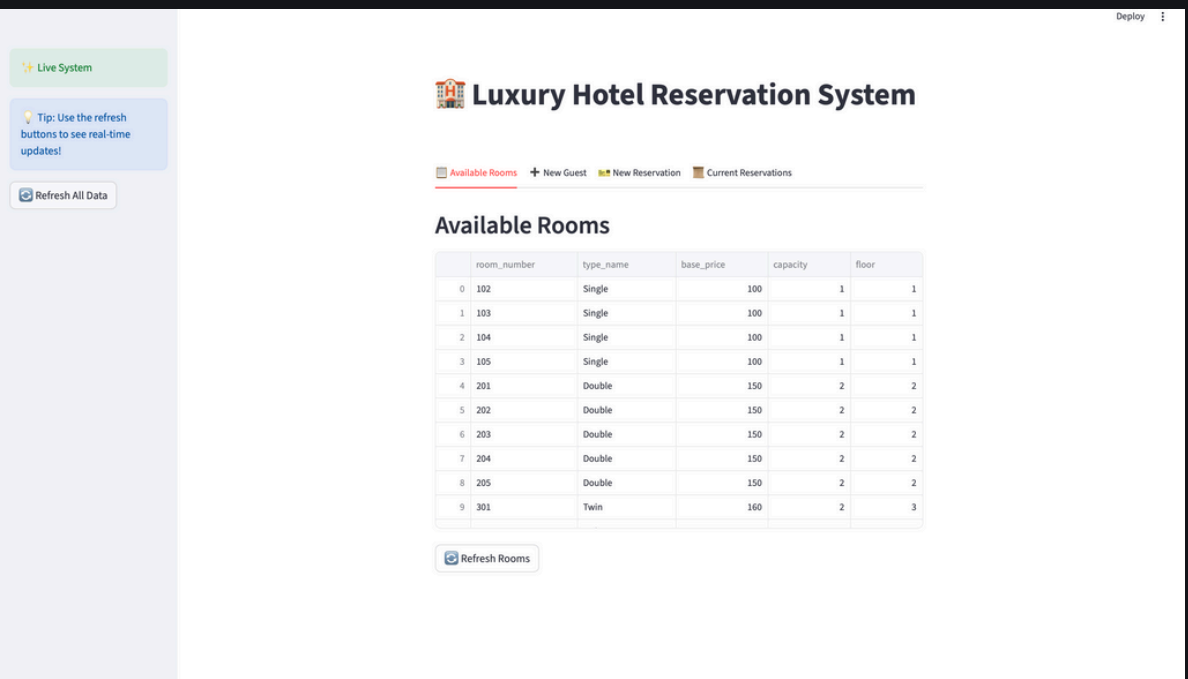 Deploy
✨ Live System
💡 Tip: Use the refresh
buttons to see real-time
updates!
🔄 Refresh All Data
🏨 Luxury Hotel Reservation System
📋 Available Rooms ➕ New Guest 🎫 New Reservation 📜 Current Reservations
Available Rooms
room_number type_name base_price capacity floor
0 102 Single 100 1 1
1 103 Single 100 1 1
2 104 Single 100 1 1
3 105 Single 100 1 1
4 201 Double 150 2 2
5 202 Double 150 2 2
6 203 Double 150 2 2
7 204 Double 150 2 2
8 205 Double 150 2 2
9 301 Twin 160 2 3
🔄 Refresh Rooms